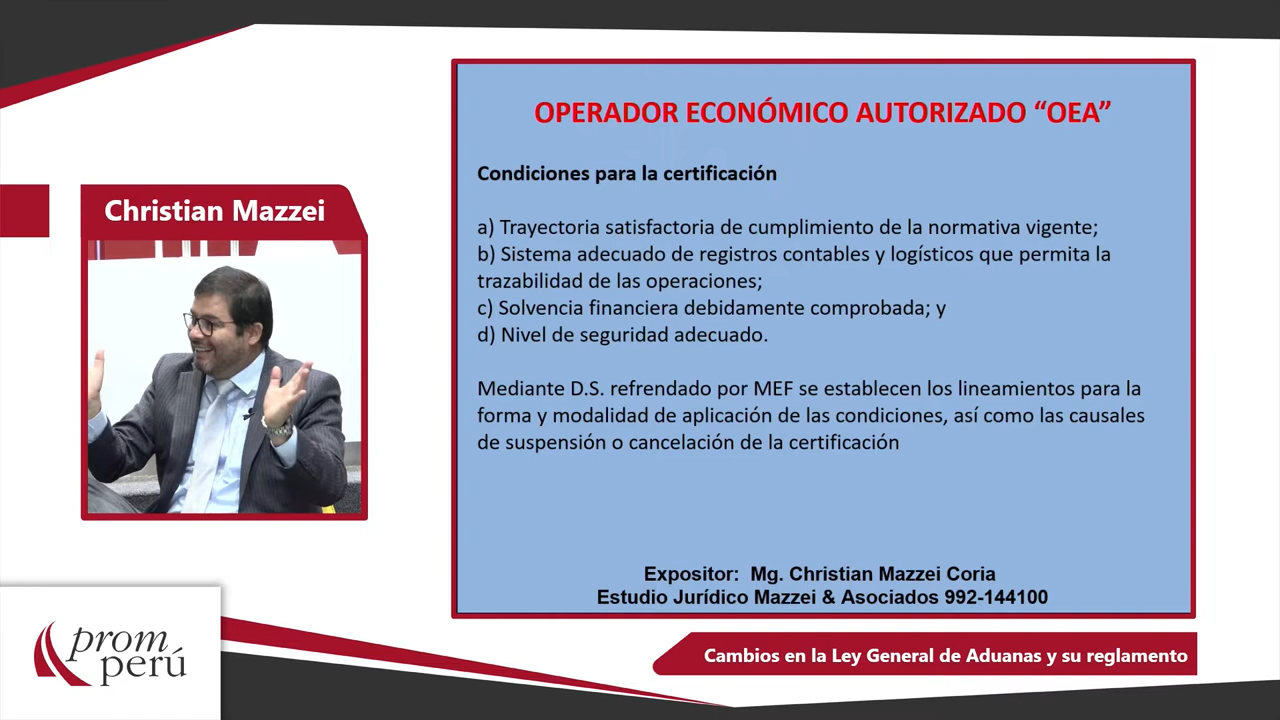 OPERADOR ECONÓMICO AUTORIZADO “OEA”
Condiciones para la certificación
a) Trayectoria satisfactoria de cumplimiento de la normativa vigente;
b) Sistema adecuado de registros contables y logísticos que permita la
trazabilidad de las operaciones;
c) Solvencia financiera debidamente comprobada; y
d) Nivel de seguridad adecuado.
Mediante D.S. refrendado por MEF se establecen los lineamientos para la
forma y modalidad de aplicación de las condiciones, así como las causales
de suspensión o cancelación de la certificación
Expositor: Mg. Christian Mazzei Coria
Estudio Jurídico Mazzei & Asociados 992-144100
Christian Mazzei
prom
perú
Cambios en la Ley General de Aduanas y su reglamento